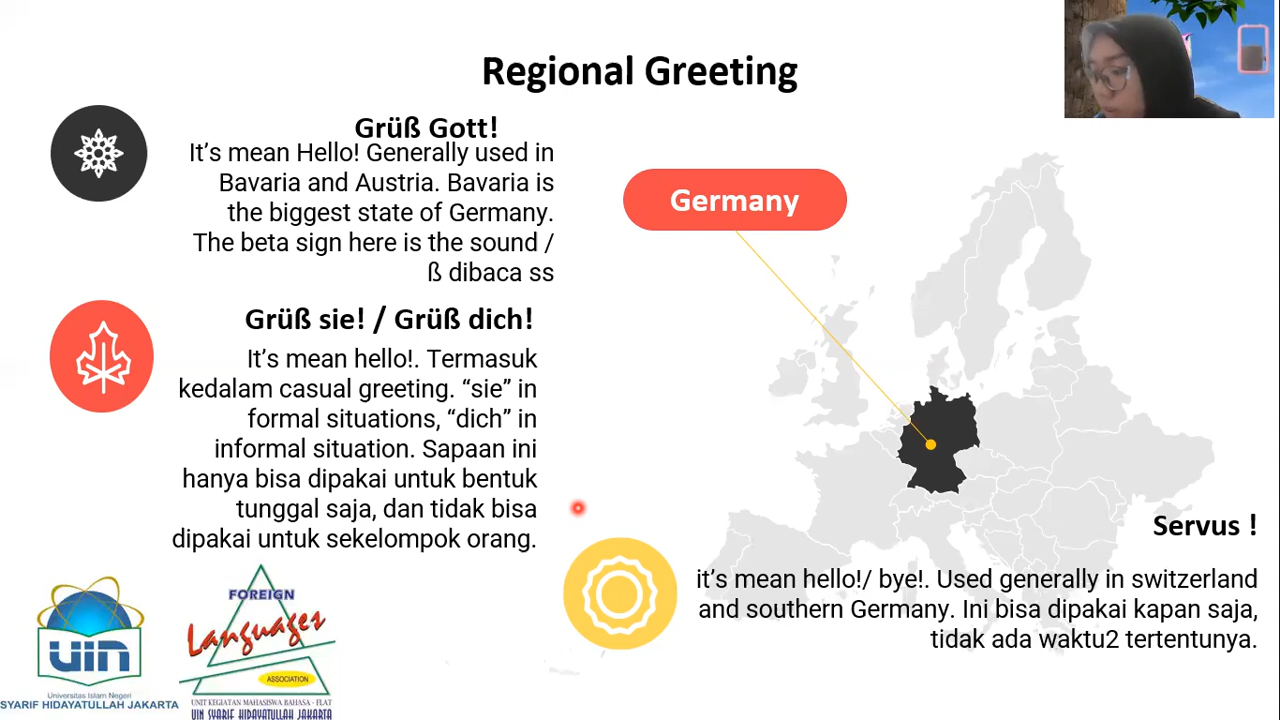 Regional Greeting
Grüß Gott!
It's mean Hello! Generally used in
Bavaria and Austria. Bavaria is
the biggest state of Germany.
The beta sign here is the sound /
ß dibaca ss
Grüß sie! / Grüß dich!
It's mean hello!. Termasuk
kedalam casual greeting. “sie” in
formal situations, “dich” in
informal situation. Sapaan ini
hanya bisa dipakai untuk bentuk
tunggal saja, dan tidak bisa
dipakai untuk sekelompok orang.
Germany
Servus !
it's mean hello!/ bye!. Used generally in switzerland
and southern Germany. Ini bisa dipakai kapan saja,
tidak ada waktu2 tertentunya.
uin
Universitas Islam Negeri
SYARIF HIDAYATULLAH JAKARTA
FOREIGN
Languages
ASSOCIATION
UNIT KEGIATAN MAHASISWA BAHASA - FLAT
UIN SYARIF HIDAYATULLAH JAKARTA